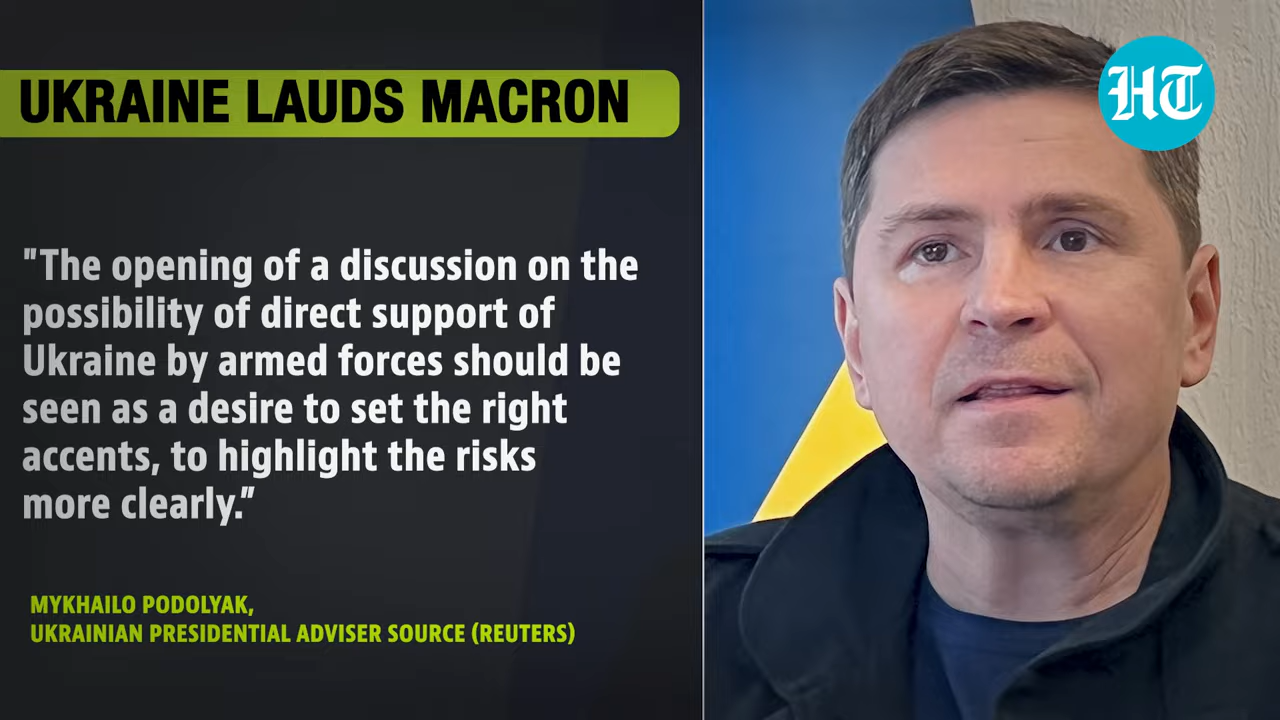 UKRAINE LAUDS MACRON
HT
"The opening of a discussion on the
possibility of direct support of
Ukraine by armed forces should be
seen as a desire to set the right
accents, to highlight the risks
more clearly."
MYKHAILO PODOLYAK,
UKRAINIAN PRESIDENTIAL ADVISER SOURCE (REUTERS)